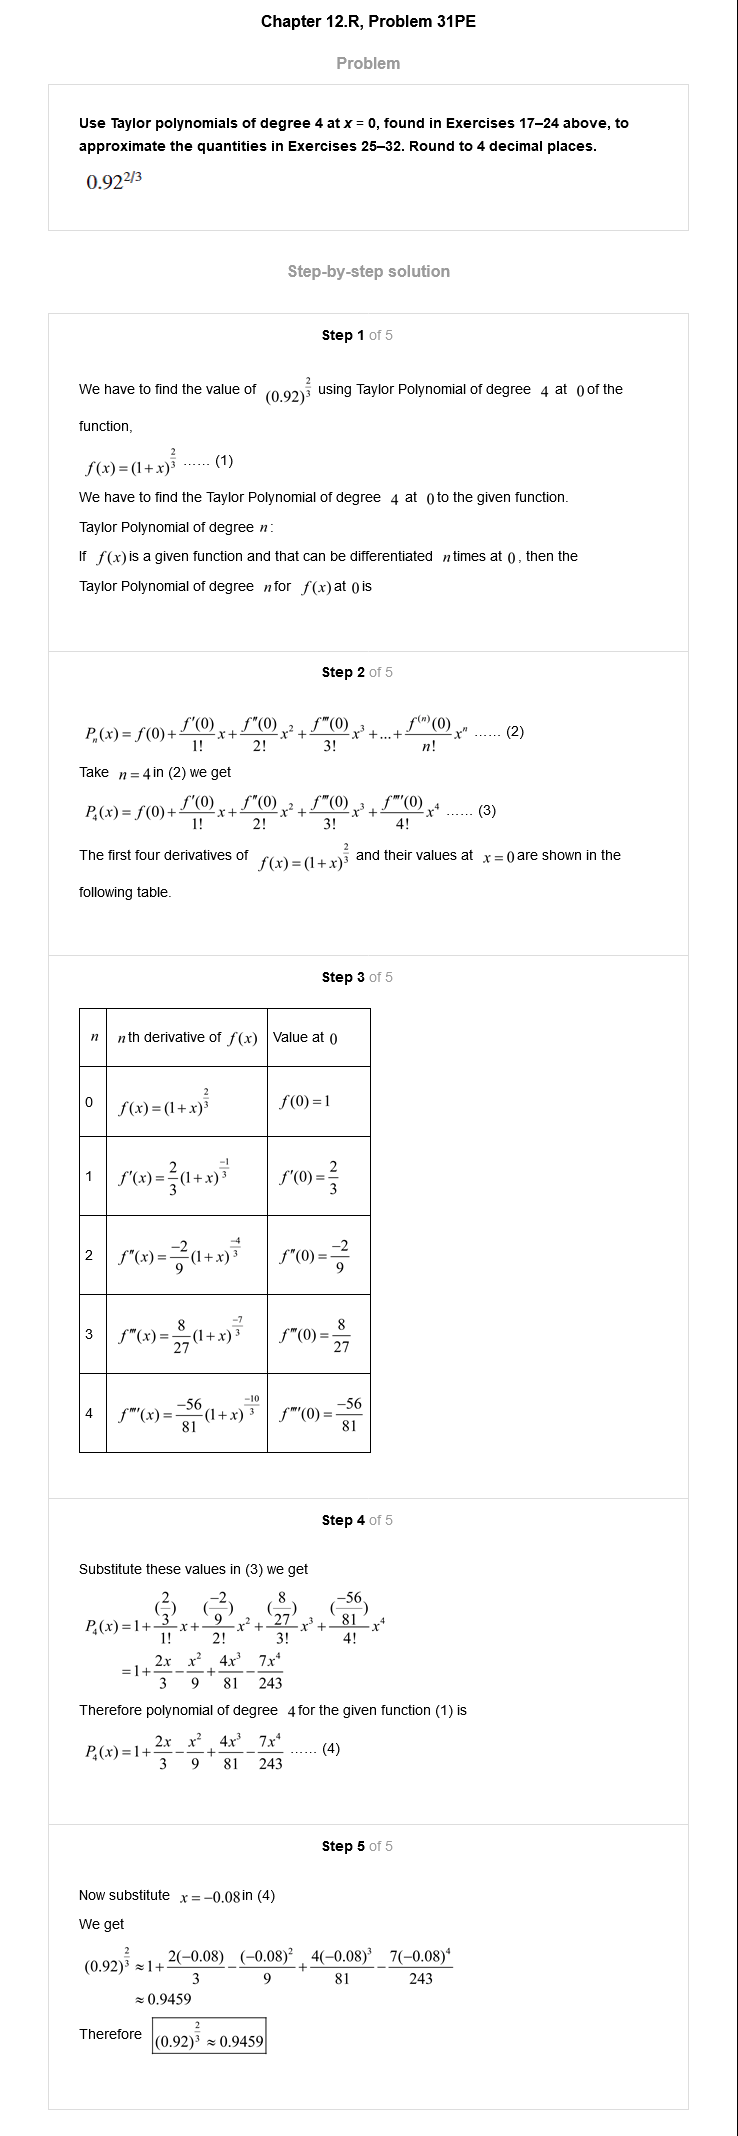 Chapter 12.R, Problem 31PE
Problem
Use Taylor polynomials of degree 4 at x = 0, found in Exercises 17–24 above, to
approximate the quantities in Exercises 25–32. Round to 4 decimal places.
0.92^{2/3}
Step-by-step solution
Step 1 of 5
We have to find the value of (0.92)^{\frac{2}{3}} using Taylor Polynomial of degree 4 at 0 of the
function,
f(x) = (1+x)^{\frac{2}{3}} ...... (1)
We have to find the Taylor Polynomial of degree 4 at 0 to the given function.
Taylor Polynomial of degree n:
If f(x) is a given function and that can be differentiated n times at 0, then the
Taylor Polynomial of degree n for f(x) at 0 is
Step 2 of 5
P_n(x) = f(0) + \frac{f'(0)}{1!}x + \frac{f''(0)}{2!}x^2 + \frac{f'''(0)}{3!}x^3 + ... + \frac{f^{(n)}(0)}{n!}x^n ...... (2)
Take n = 4 in (2) we get
P_4(x) = f(0) + \frac{f'(0)}{1!}x + \frac{f''(0)}{2!}x^2 + \frac{f'''(0)}{3!}x^3 + \frac{f''''(0)}{4!}x^4 ...... (3)
The first four derivatives of f(x) = (1+x)^{\frac{2}{3}} and their values at x = 0 are shown in the
following table.
Step 3 of 5
n nth derivative of f(x) Value at 0
0 f(x) = (1+x)^{\frac{2}{3}} f(0) = 1
1 f'(x) = \frac{2}{3}(1+x)^{\frac{-1}{3}} f'(0) = \frac{2}{3}
2 f''(x) = \frac{-2}{9}(1+x)^{\frac{-4}{3}} f''(0) = \frac{-2}{9}
3 f'''(x) = \frac{8}{27}(1+x)^{\frac{-7}{3}} f'''(0) = \frac{8}{27}
4 f''''(x) = \frac{-56}{81}(1+x)^{\frac{-10}{3}} f''''(0) = \frac{-56}{81}
Step 4 of 5
Substitute these values in (3) we get
P_4(x) = 1 + \frac{(\frac{2}{3})}{1!}x + \frac{(\frac{-2}{9})}{2!}x^2 + \frac{(\frac{8}{27})}{3!}x^3 + \frac{(\frac{-56}{81})}{4!}x^4
= 1 + \frac{2x}{3} - \frac{x^2}{9} + \frac{4x^3}{81} - \frac{7x^4}{243}
Therefore polynomial of degree 4 for the given function (1) is
P_4(x) = 1 + \frac{2x}{3} - \frac{x^2}{9} + \frac{4x^3}{81} - \frac{7x^4}{243} ...... (4)
Step 5 of 5
Now substitute x = -0.08 in (4)
We get
(0.92)^{\frac{2}{3}} ≈ 1 + \frac{2(-0.08)}{3} - \frac{(-0.08)^2}{9} + \frac{4(-0.08)^3}{81} - \frac{7(-0.08)^4}{243}
≈ 0.9459
Therefore (0.92)^{\frac{2}{3}} ≈ 0.9459